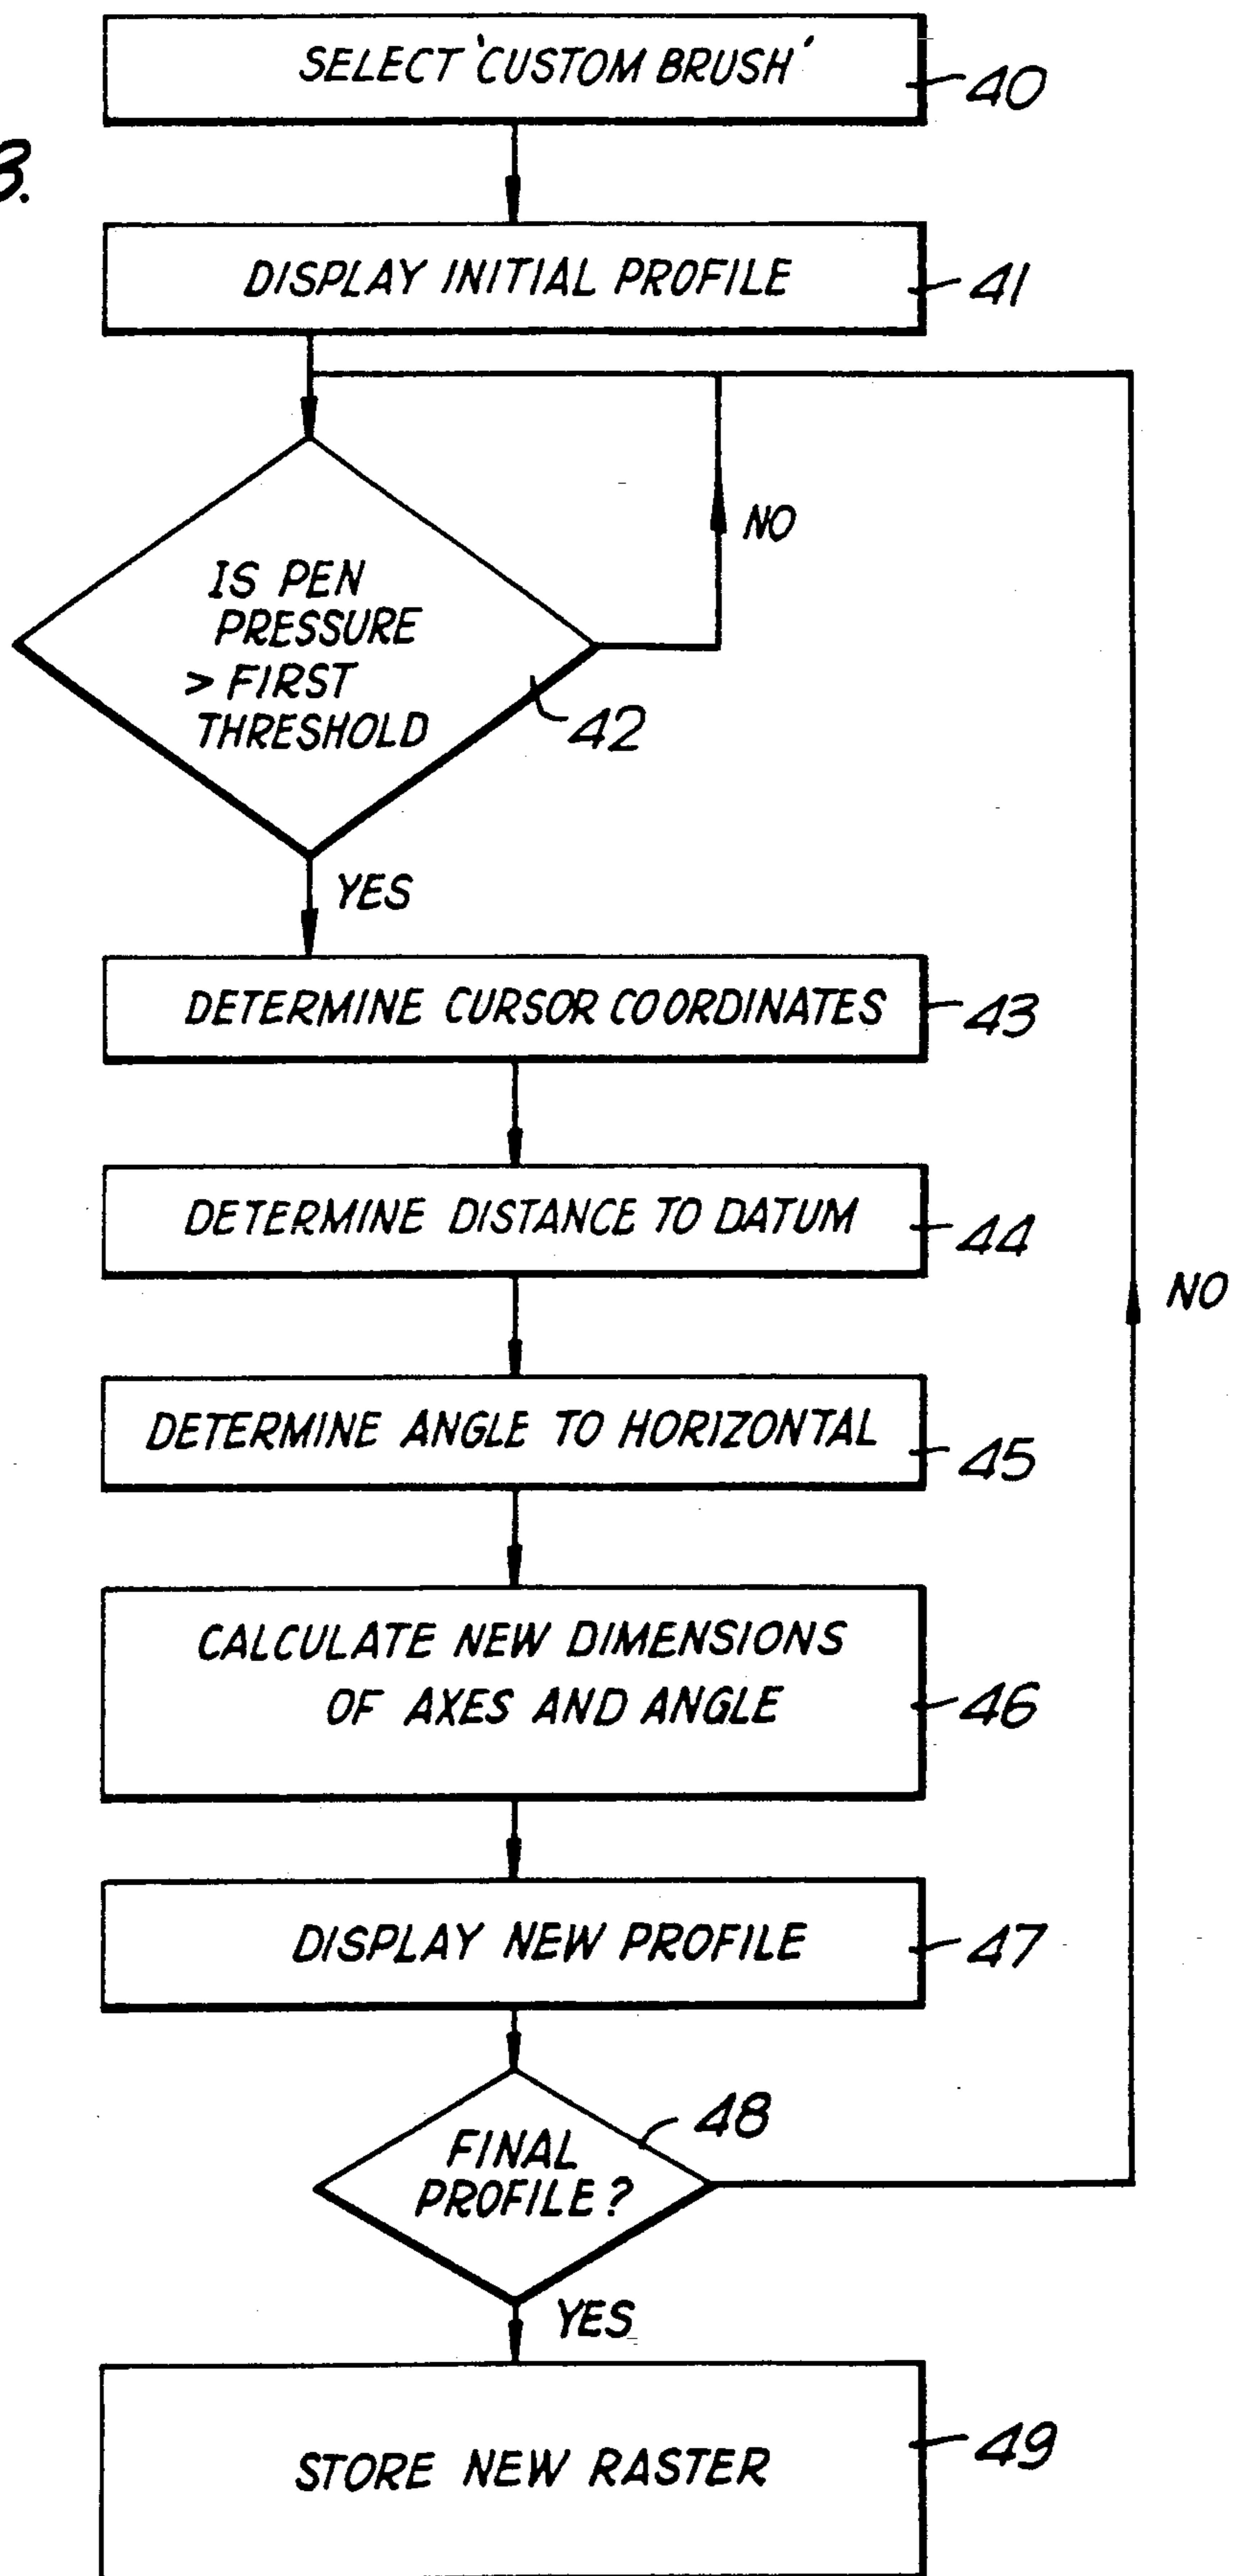 SELECT 'CUSTOM BRUSH'
40
3.
DISPLAY INITIAL PROFILE
41
NO
IS PEN
PRESSURE
> FIRST
THRESHOLD
42
YES
DETERMINE CURSOR COORDINATES
43
DETERMINE DISTANCE TO DATUM
44
NO
DETERMINE ANGLE TO HORIZONTAL
45
CALCULATE NEW DIMENSIONS
OF AXES AND ANGLE
46
DISPLAY NEW PROFILE
47
48
FINAL
PROFILE?
YES
STORE NEW RASTER
49